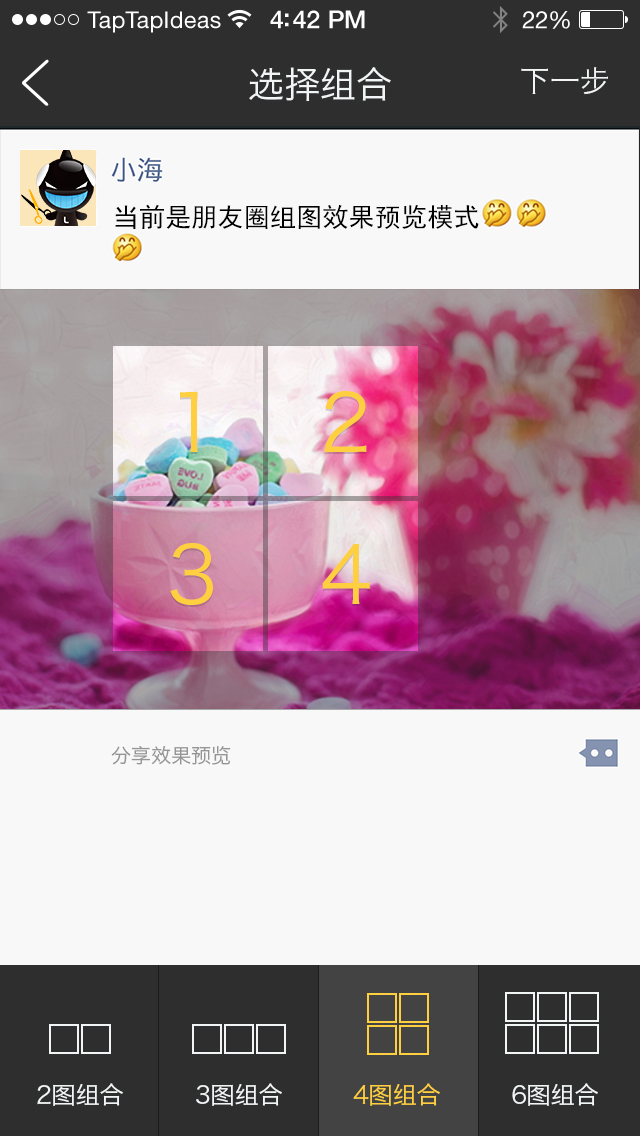 TapTapIdeas 4:42 PM 22%
选择组合 下一步
小海
当前是朋友圈组图效果预览模式🤭🤭
🤭
1 2
LOVE
3 4
分享效果预览
2图组合 3图组合 4图组合 6图组合